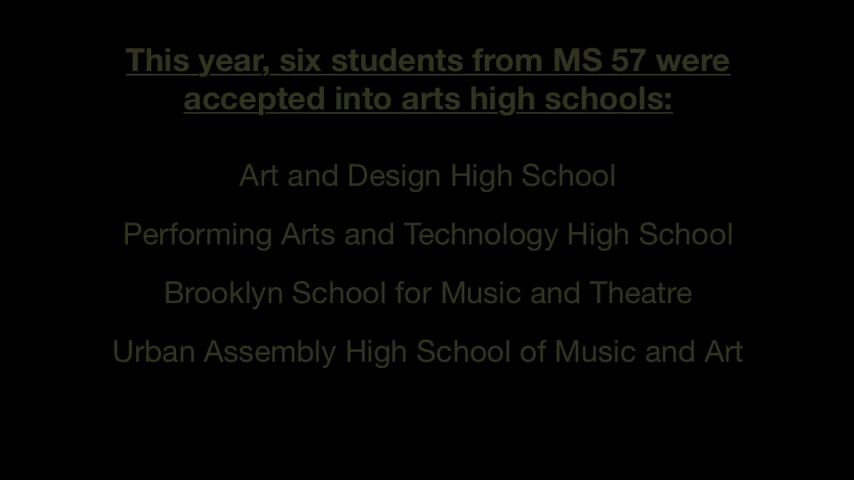 This year, six students from MS 57 were
accepted into arts high schools:
Art and Design High School
Performing Arts and Technology High School
Brooklyn School for Music and Theatre
Urban Assembly High School of Music and Art